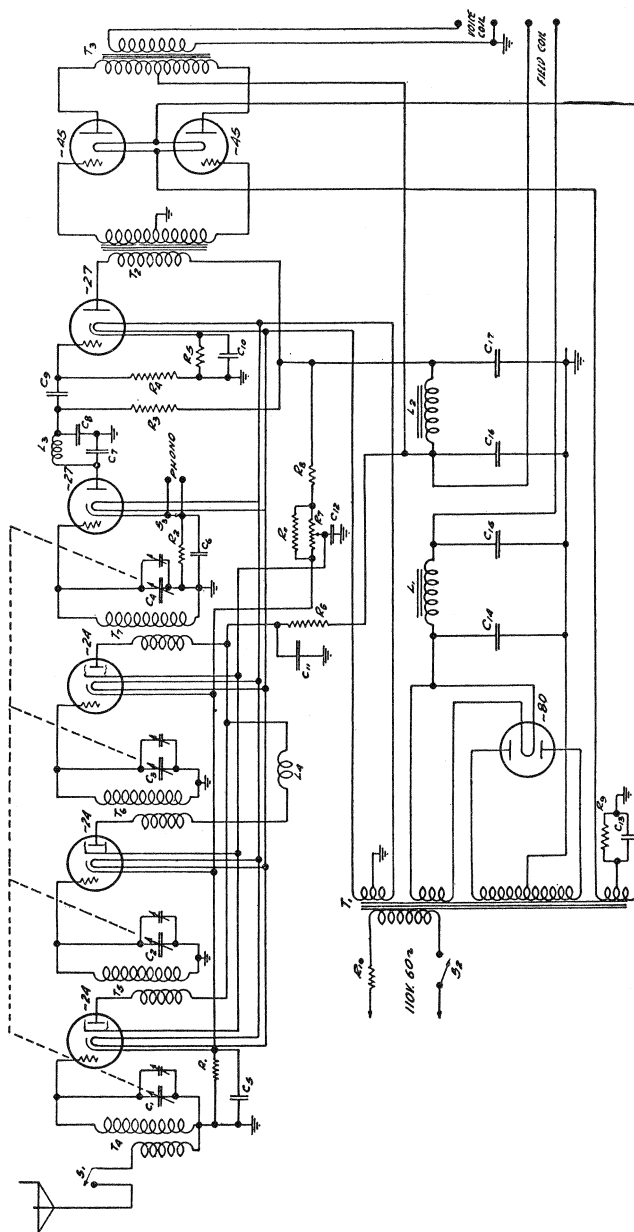 S1
T4
C1
-24
R1
C5
T5
C2
-24
T6
C3
-24
L4
T7
C4
-27
S3
R2
C6
PHONO
L3
C7
C8
C9
R3
R4
R5
C10
-27
T2
-45
-45
T3
VOICE
COIL
FIELD COIL
C11
R6
R7
C12
R8
T1
R10
110V. 60~
S2
-80
C14
L1
C15
C16
L2
C17
R9
C13